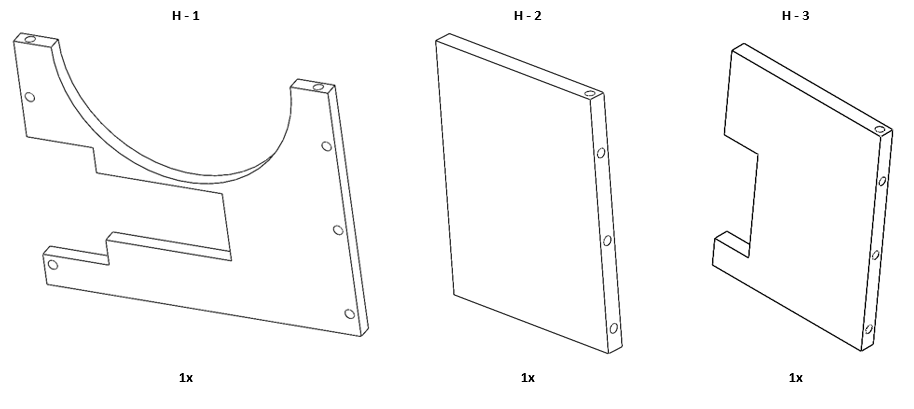 H - 1
H - 2
H - 3
1x
1x
1x